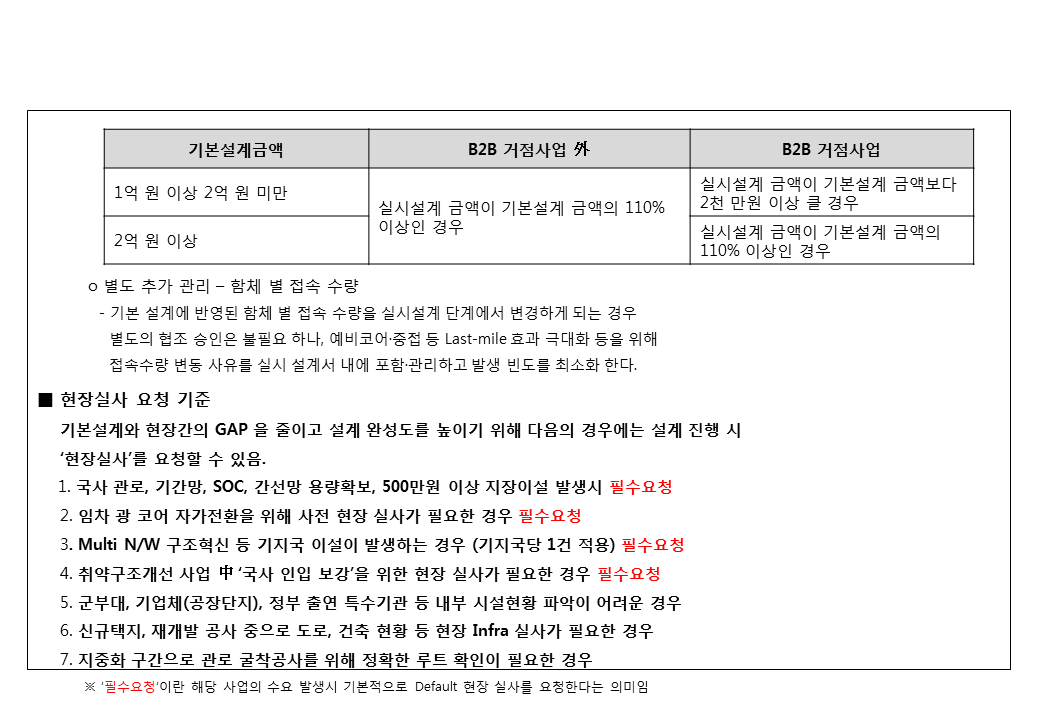 기본설계금액 B2B 거점사업 外 B2B 거점사업
1억 원 이상 2억 원 미만
실시설계 금액이 기본설계 금액의 110%
이상인 경우
실시설계 금액이 기본설계 금액보다
2천 만원 이상 클 경우
2억 원 이상
실시설계 금액이 기본설계 금액의
110% 이상인 경우
ο 별도 추가 관리 – 함체 별 접속 수량
- 기본 설계에 반영된 함체 별 접속 수량을 실시설계 단계에서 변경하게 되는 경우
별도의 협조 승인은 불필요 하나, 예비코어·중접 등 Last-mile 효과 극대화 등을 위해
접속수량 변동 사유를 실시 설계서 내에 포함·관리하고 발생 빈도를 최소화 한다.
■ 현장실사 요청 기준
기본설계와 현장간의 GAP 을 줄이고 설계 완성도를 높이기 위해 다음의 경우에는 설계 진행 시
‘현장실사’를 요청할 수 있음.
1. 국사 관로, 기간망, SOC, 간선망 용량확보, 500만원 이상 지장이설 발생시 필수요청
2. 임차 광 코어 자가전환을 위해 사전 현장 실사가 필요한 경우 필수요청
3. Multi N/W 구조혁신 등 기지국 이설이 발생하는 경우 (기지국당 1건 적용) 필수요청
4. 취약구조개선 사업 中 ‘국사 인입 보강’을 위한 현장 실사가 필요한 경우 필수요청
5. 군부대, 기업체(공장단지), 정부 출연 특수기관 등 내부 시설현황 파악이 어려운 경우
6. 신규택지, 재개발 공사 중으로 도로, 건축 현황 등 현장 Infra 실사가 필요한 경우
7. 지중화 구간으로 관로 굴착공사를 위해 정확한 루트 확인이 필요한 경우
※ ‘필수요청’이란 해당 사업의 수요 발생시 기본적으로 Default 현장 실사를 요청한다는 의미임